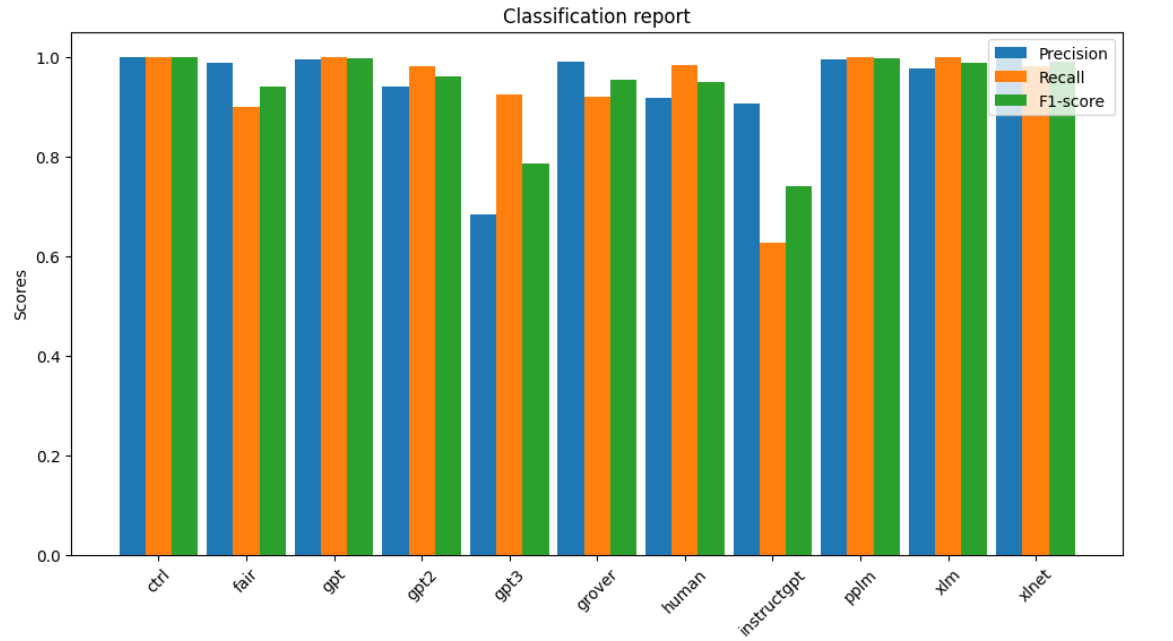 Classification report
Precision
Recall
F1-score
Scores
1.0
0.8
0.6
0.4
0.2
0.0
ctrl
fair
gpt
gpt2
gpt3
grover
human
instructgpt
pplm
xlm
xlnet